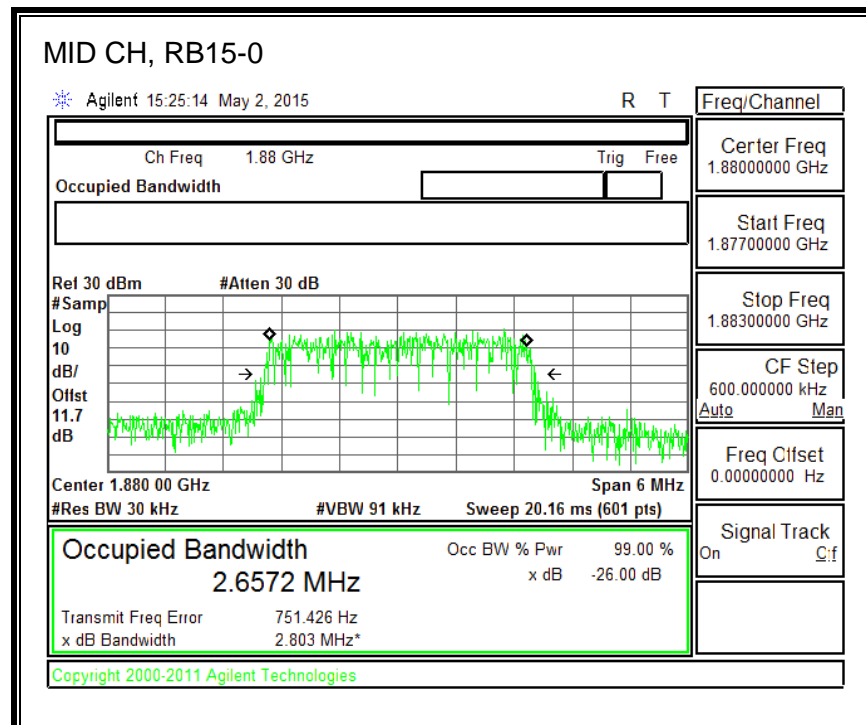 MID CH, RB15-0
Agilent 15:25:14 May 2, 2015 R T
Freq/Channel
Ch Freq 1.88 GHz Trig Free
Occupied Bandwidth
Center Freq
1.88000000 GHz
Start Freq
1.87700000 GHz
Stop Freq
1.88300000 GHz
CF Step
600.000000 kHz
Auto Man
Freq Offset
0.00000000 Hz
Signal Track
On Off
Ref 30 dBm #Atten 30 dB
#Samp
Log
10
dB/
Offst
11.7
dB
Center 1.880 00 GHz Span 6 MHz
#Res BW 30 kHz #VBW 91 kHz Sweep 20.16 ms (601 pts)
Occupied Bandwidth Occ BW % Pwr 99.00 %
2.6572 MHz x dB -26.00 dB
Transmit Freq Error 751.426 Hz
x dB Bandwidth 2.803 MHz*
Copyright 2000-2011 Agilent Technologies